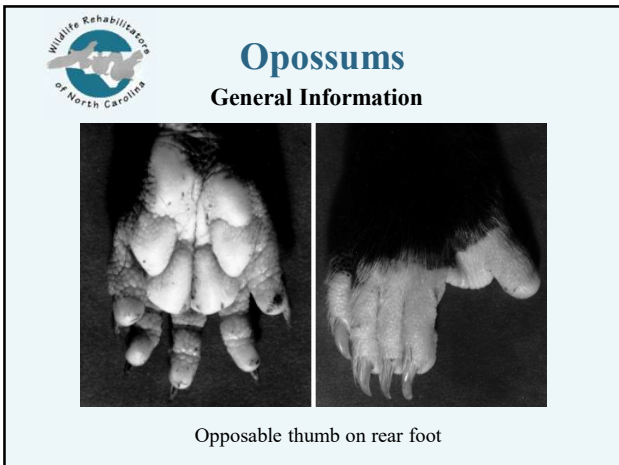 Wildlife Rehabilitators
of North Carolina
Opossums
General Information
Opposable thumb on rear foot